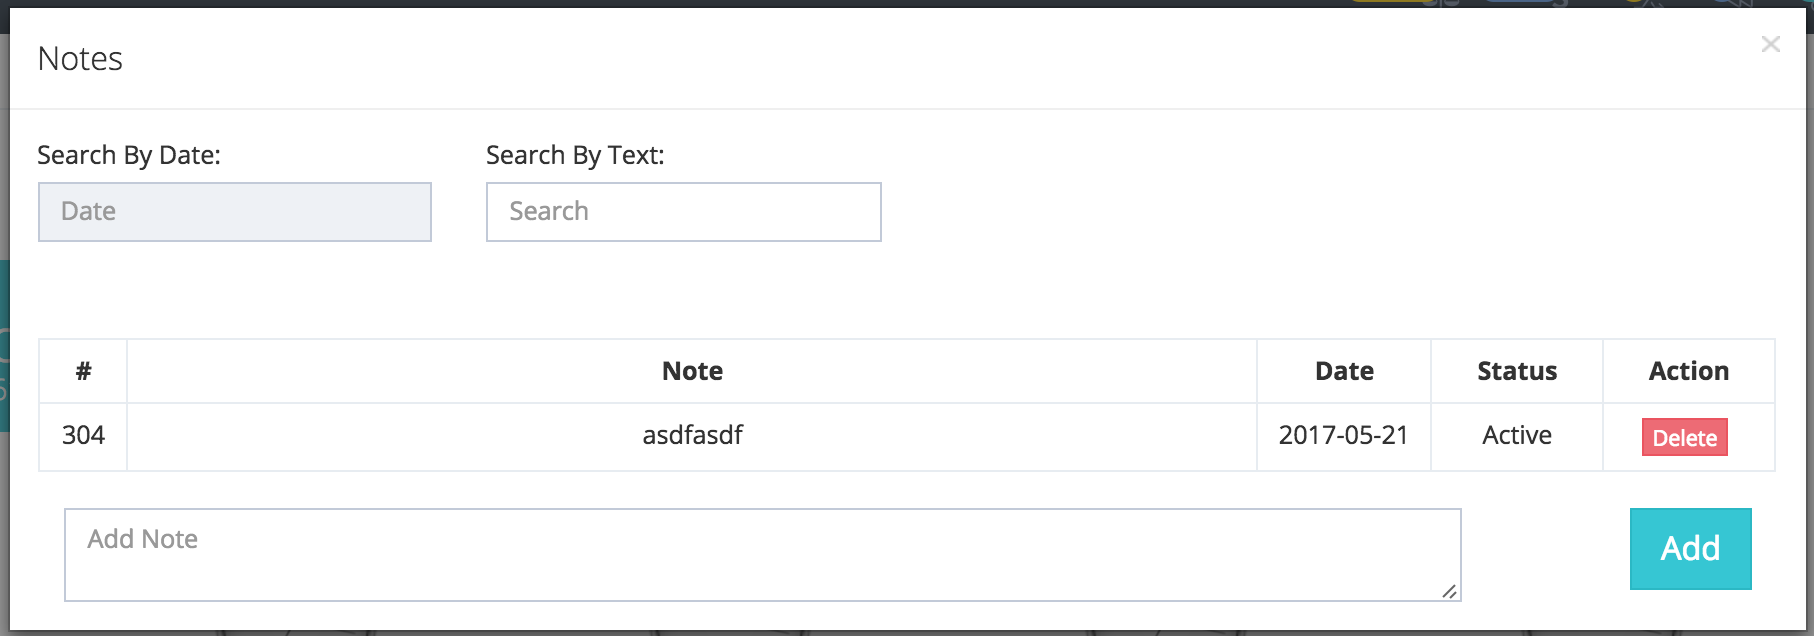 Notes
×
Search By Date: Search By Text:
Date Search
# Note Date Status Action
304 asdfasdf 2017-05-21 Active Delete
Add Note Add